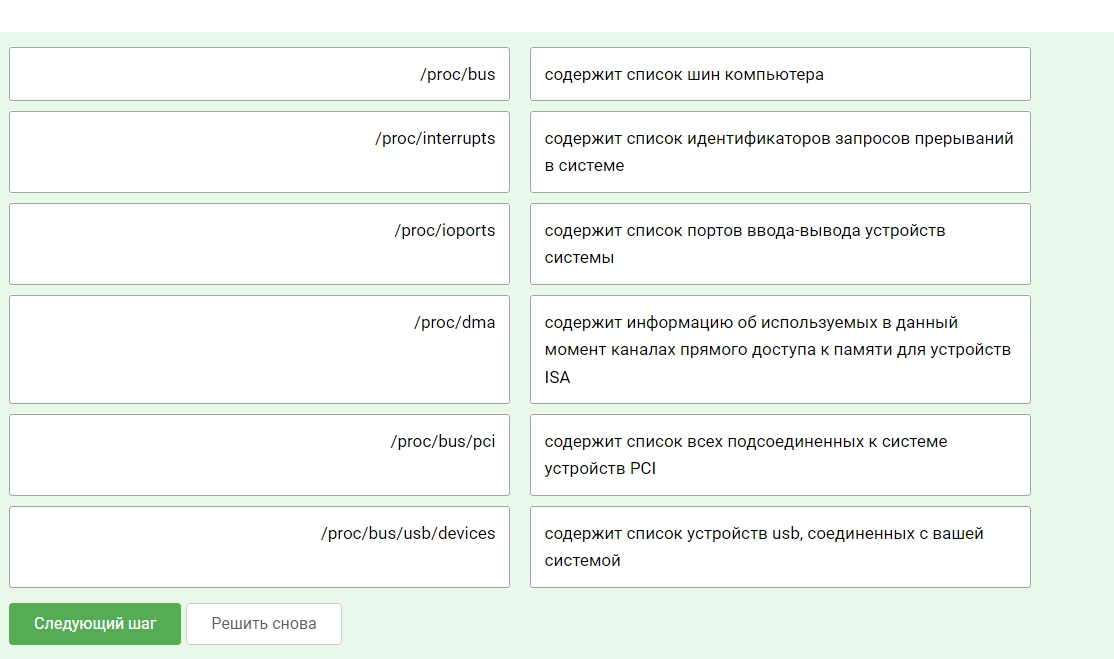 /proc/bus
содержит список шин компьютера
/proc/interrupts
содержит список идентификаторов запросов прерываний
в системе
/proc/ioports
содержит список портов ввода-вывода устройств
системы
/proc/dma
содержит информацию об используемых в данный
момент каналах прямого доступа к памяти для устройств
ISA
/proc/bus/pci
содержит список всех подсоединенных к системе
устройств PCI
/proc/bus/usb/devices
содержит список устройств usb, соединенных с вашей
системой
Следующий шаг
Решить снова